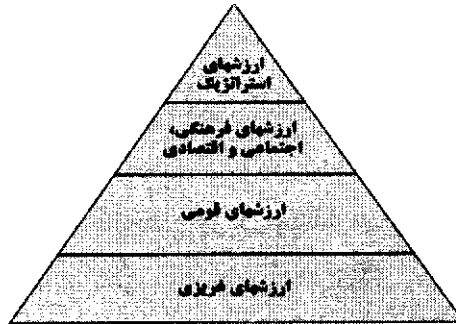 ارزشهای
استراتژیک
ارزشهای فرهنگی،
اجتماعی و اقتصادی
ارزشهای قومی
ارزشهای غریزی